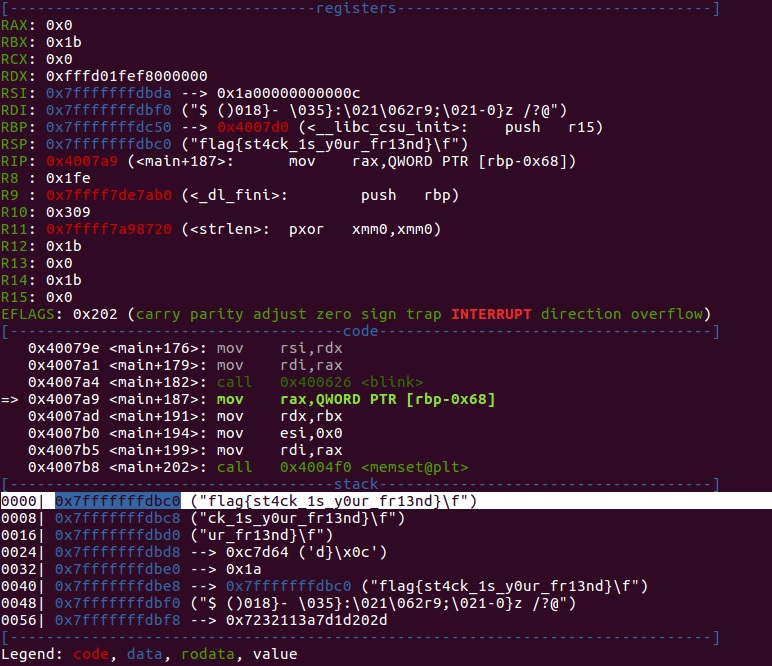 [----------------------------------registers-----------------------------------]
RAX: 0x0
RBX: 0x1b
RCX: 0x0
RDX: 0xfffd01fef8000000
RSI: 0x7fffffffdbda --> 0x1a00000000000c
RDI: 0x7fffffffdbf0 ("$ ()018}- \035}:\021\062r9;\021-0}z /?@")
RBP: 0x7fffffffdc50 --> 0x4007d0 (<__libc_csu_init>: push r15)
RSP: 0x7fffffffdbc0 ("flag{st4ck_1s_y0ur_fr13nd}\f")
RIP: 0x4007a9 (<main+187>: mov rax,QWORD PTR [rbp-0x68])
R8 : 0x1fe
R9 : 0x7ffff7de7ab0 (<_dl_fini>: push rbp)
R10: 0x309
R11: 0x7ffff7a98720 (<strlen>: pxor xmm0,xmm0)
R12: 0x1b
R13: 0x0
R14: 0x1b
R15: 0x0
EFLAGS: 0x202 (carry parity adjust zero sign trap INTERRUPT direction overflow)
[-------------------------------------code-------------------------------------]
0x40079e <main+176>: mov rsi,rdx
0x4007a1 <main+179>: mov rdi,rax
0x4007a4 <main+182>: call 0x400626 <blink>
=> 0x4007a9 <main+187>: mov rax,QWORD PTR [rbp-0x68]
0x4007ad <main+191>: mov rdx,rbx
0x4007b0 <main+194>: mov esi,0x0
0x4007b5 <main+199>: mov rdi,rax
0x4007b8 <main+202>: call 0x4004f0 <memset@plt>
[------------------------------------stack-------------------------------------]
0000| 0x7fffffffdbc0 ("flag{st4ck_1s_y0ur_fr13nd}\f")
0008| 0x7fffffffdbc8 ("ck_1s_y0ur_fr13nd}\f")
0016| 0x7fffffffdbd0 ("ur_fr13nd}\f")
0024| 0x7fffffffdbd8 --> 0xc7d64 ('d}\x0c')
0032| 0x7fffffffdbe0 --> 0x1a
0040| 0x7fffffffdbe8 --> 0x7fffffffdbc0 ("flag{st4ck_1s_y0ur_fr13nd}\f")
0048| 0x7fffffffdbf0 ("$ ()018}- \035}:\021\062r9;\021-0}z /?@")
0056| 0x7fffffffdbf8 --> 0x7232113a7d1d202d
[------------------------------------------------------------------------------]
Legend: code, data, rodata, value